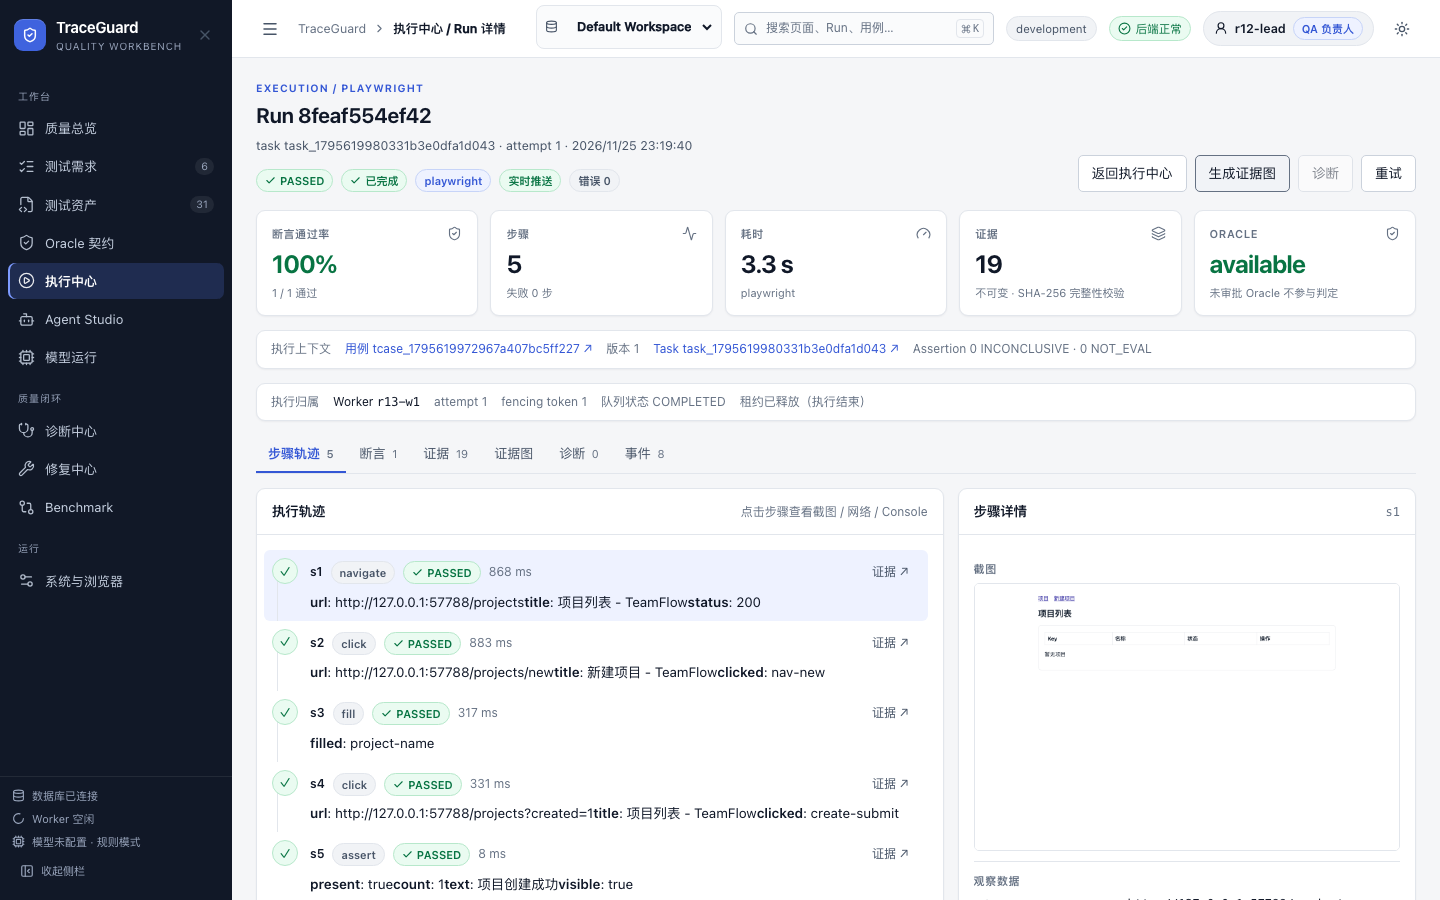 TraceGuard
QUALITY WORKBENCH
工作台
质量总览
测试需求 6
测试资产 31
Oracle 契约
执行中心
Agent Studio
模型运行
质量闭环
诊断中心
修复中心
Benchmark
运行
系统与浏览器
数据库已连接
Worker 空闲
模型未配置 · 规则模式
收起侧栏
TraceGuard > 执行中心 / Run 详情
Default Workspace
搜索页面、Run、用例... ⌘K
development
后端正常
r12-lead QA 负责人
EXECUTION / PLAYWRIGHT
Run 8feaf554ef42
task task_1795619980331b3e0dfa1d043 · attempt 1 · 2026/11/25 23:19:40
PASSED 已完成 playwright 实时推送 错误 0
返回执行中心 生成证据图 诊断 重试
断言通过率
100%
1 / 1 通过
步骤
5
失败 0 步
耗时
3.3 s
playwright
证据
19
不可变 · SHA-256 完整性校验
ORACLE
available
未审批 Oracle 不参与判定
执行上下文 用例 tcase_1795619972967a407bc5ff227 ↗ 版本 1 Task task_1795619980331b3e0dfa1d043 ↗ Assertion 0 INCONCLUSIVE · 0 NOT_EVAL
执行归属 Worker r13-w1 attempt 1 fencing token 1 队列状态 COMPLETED 租约已释放（执行结束）
步骤轨迹 5 断言 1 证据 19 证据图 诊断 0 事件 8
执行轨迹 点击步骤查看截图 / 网络 / Console
s1 navigate PASSED 868 ms 证据 ↗
url: http://127.0.0.1:57788/projectstitle: 项目列表 - TeamFlowstatus: 200
s2 click PASSED 883 ms 证据 ↗
url: http://127.0.0.1:57788/projects/newtitle: 新建项目 - TeamFlowclicked: nav-new
s3 fill PASSED 317 ms 证据 ↗
filled: project-name
s4 click PASSED 331 ms 证据 ↗
url: http://127.0.0.1:57788/projects?created=1title: 项目列表 - TeamFlowclicked: create-submit
s5 assert PASSED 8 ms 证据 ↗
present: truecount: 1text: 项目创建成功visible: true
步骤详情 s1
截图
项目 新建项目
项目列表
Key 名称 状态 操作
暂无项目
观察数据